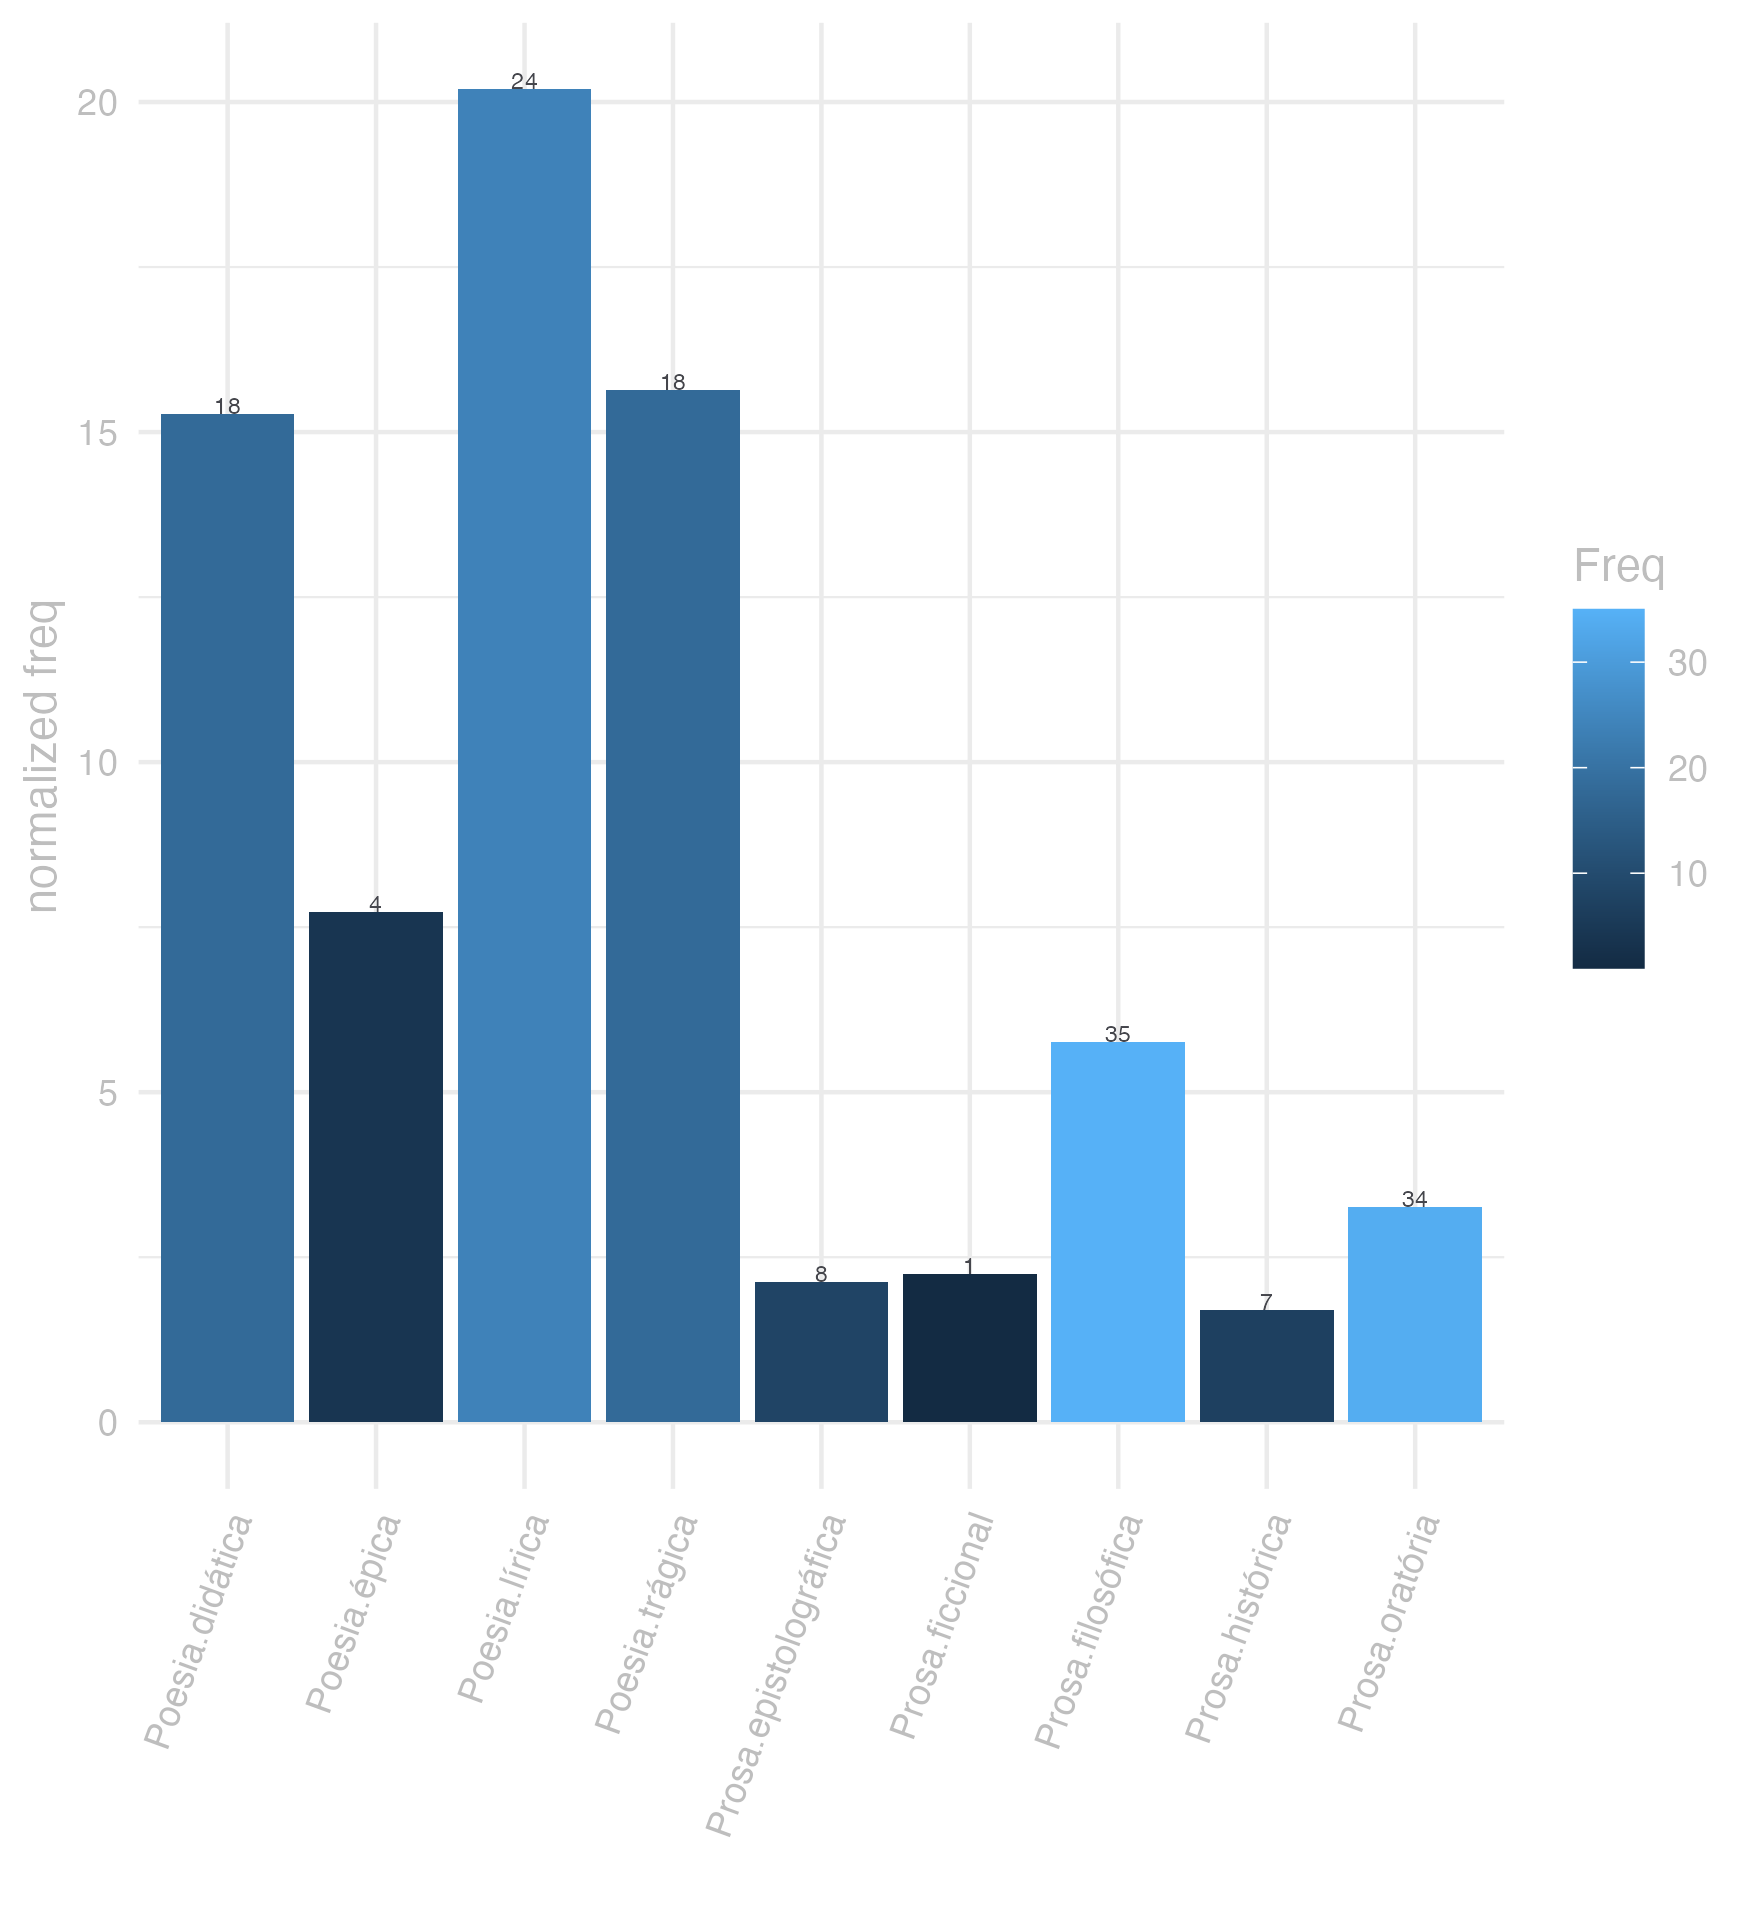 normalized freq
20
15
10
5
0
18
4
24
18
8
1
35
7
34
Poesia.didática
Poesia.épica
Poesia.lírica
Poesia.trágica
Prosa.epistolográfica
Prosa.ficcional
Prosa.filosófica
Prosa.histórica
Prosa.oratória
Freq
30
20
10